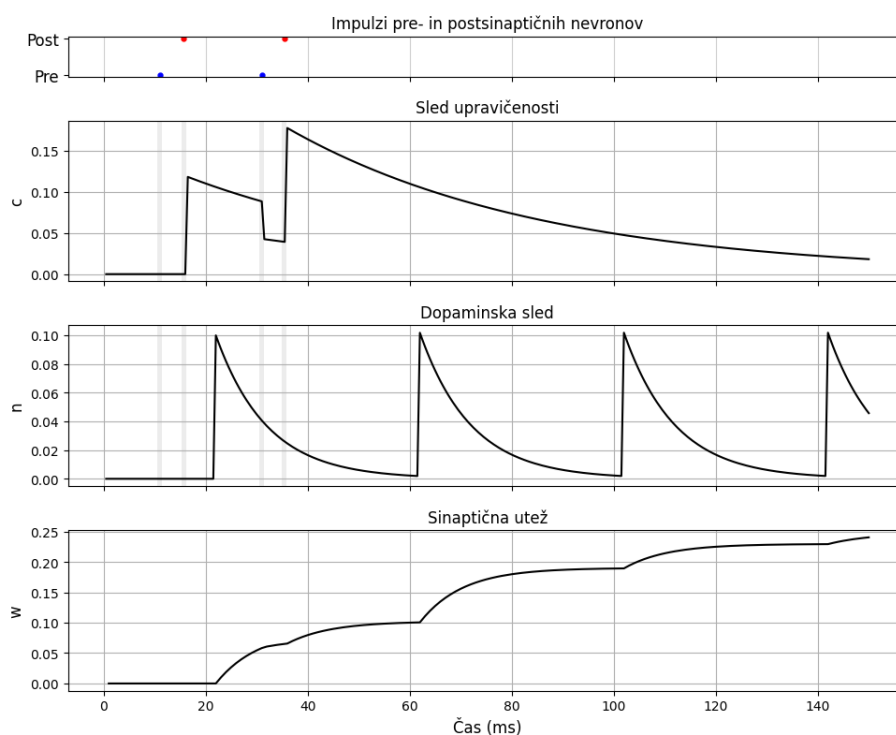 Impulzi pre- in postsinaptičnih nevronov
Post
Pre
Sled upravičenosti
0.15
0.10
0.05
0.00
c
Dopaminska sled
0.10
0.08
0.06
0.04
0.02
0.00
n
Sinaptična utež
0.25
0.20
0.15
0.10
0.05
0.00
w
0 20 40 60 80 100 120 140
Čas (ms)